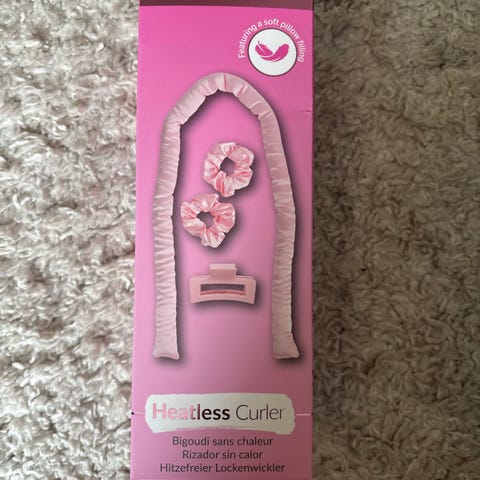 Featuring a soft pillow filling
Heatless Curler
Bigoudi sans chaleur
Rizador sin calor
Hitzefreier Lockenwickler